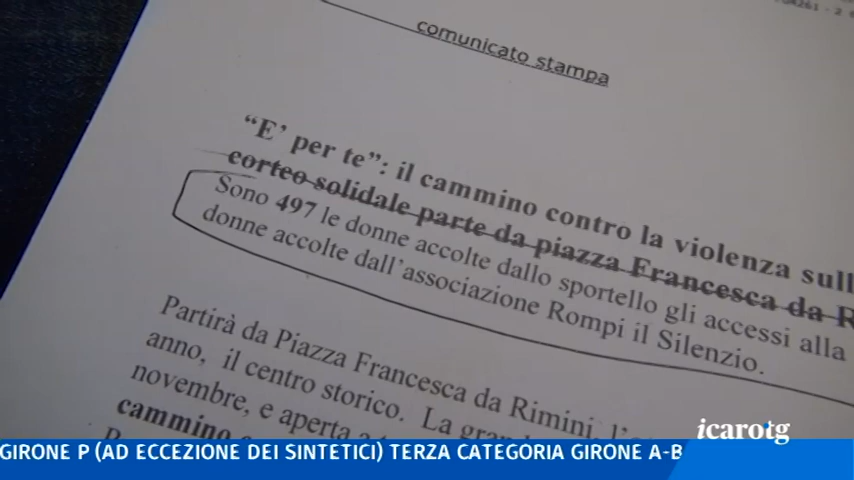 comunicato stampa
“E’ per te”: il cammino contro la violenza sull
corteo solidale parte da piazza Francesca da R
Sono 497 le donne accolte dallo sportello gli accessi alla
donne accolte dall’associazione Rompi il Silenzio.
Partirà da Piazza Francesca da Rimini, l’
anno, il centro storico. La gran
novembre, e aperta a
cammino
icarotg
GIRONE P (AD ECCEZIONE DEI SINTETICI) TERZA CATEGORIA GIRONE A-B